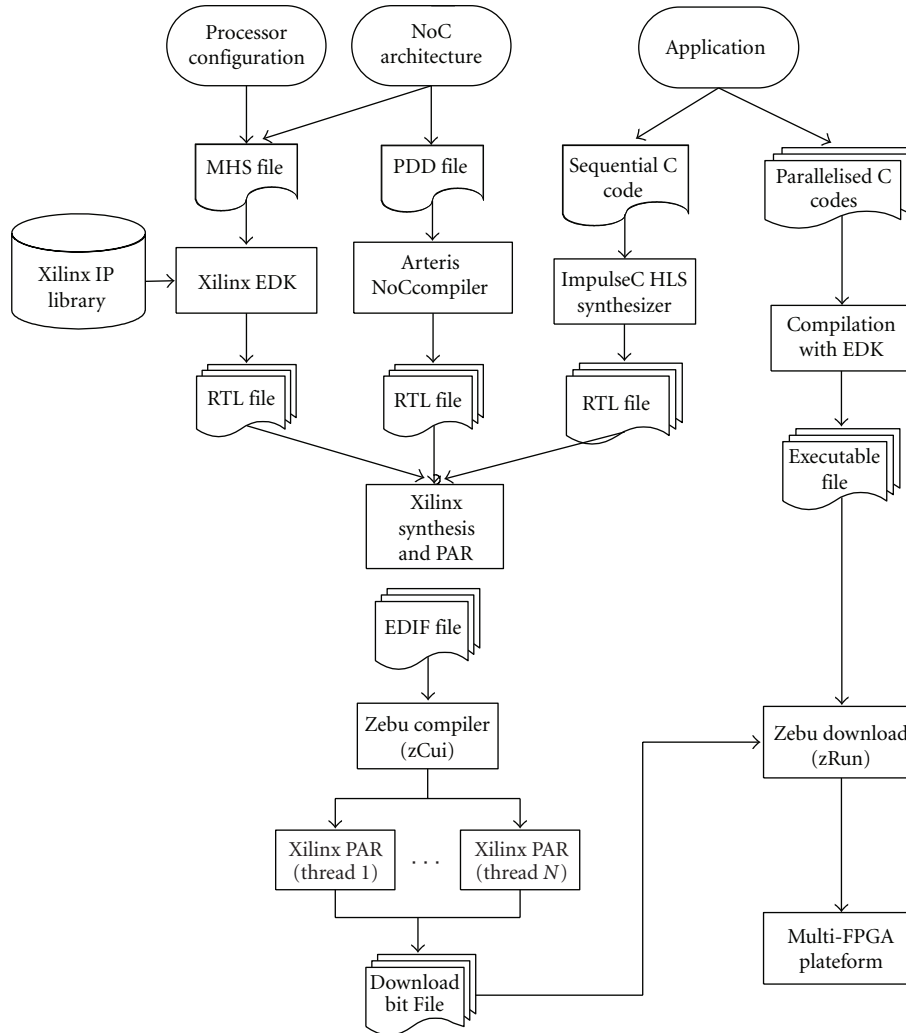 Processor
configuration
NoC
architecture
Application
MHS file
PDD file
Sequential C
code
Parallelised C
codes
Xilinx IP
library
Xilinx EDK
Arteris
NoCcompiler
ImpulseC HLS
synthesizer
Compilation
with EDK
RTL file
RTL file
RTL file
Executable
file
Xilinx
synthesis
and PAR
EDIF file
Zebu compiler
(zCui)
Zebu download
(zRun)
Xilinx PAR
(thread 1)
. . .
Xilinx PAR
(thread N)
Multi-FPGA
plateform
Download
bit File